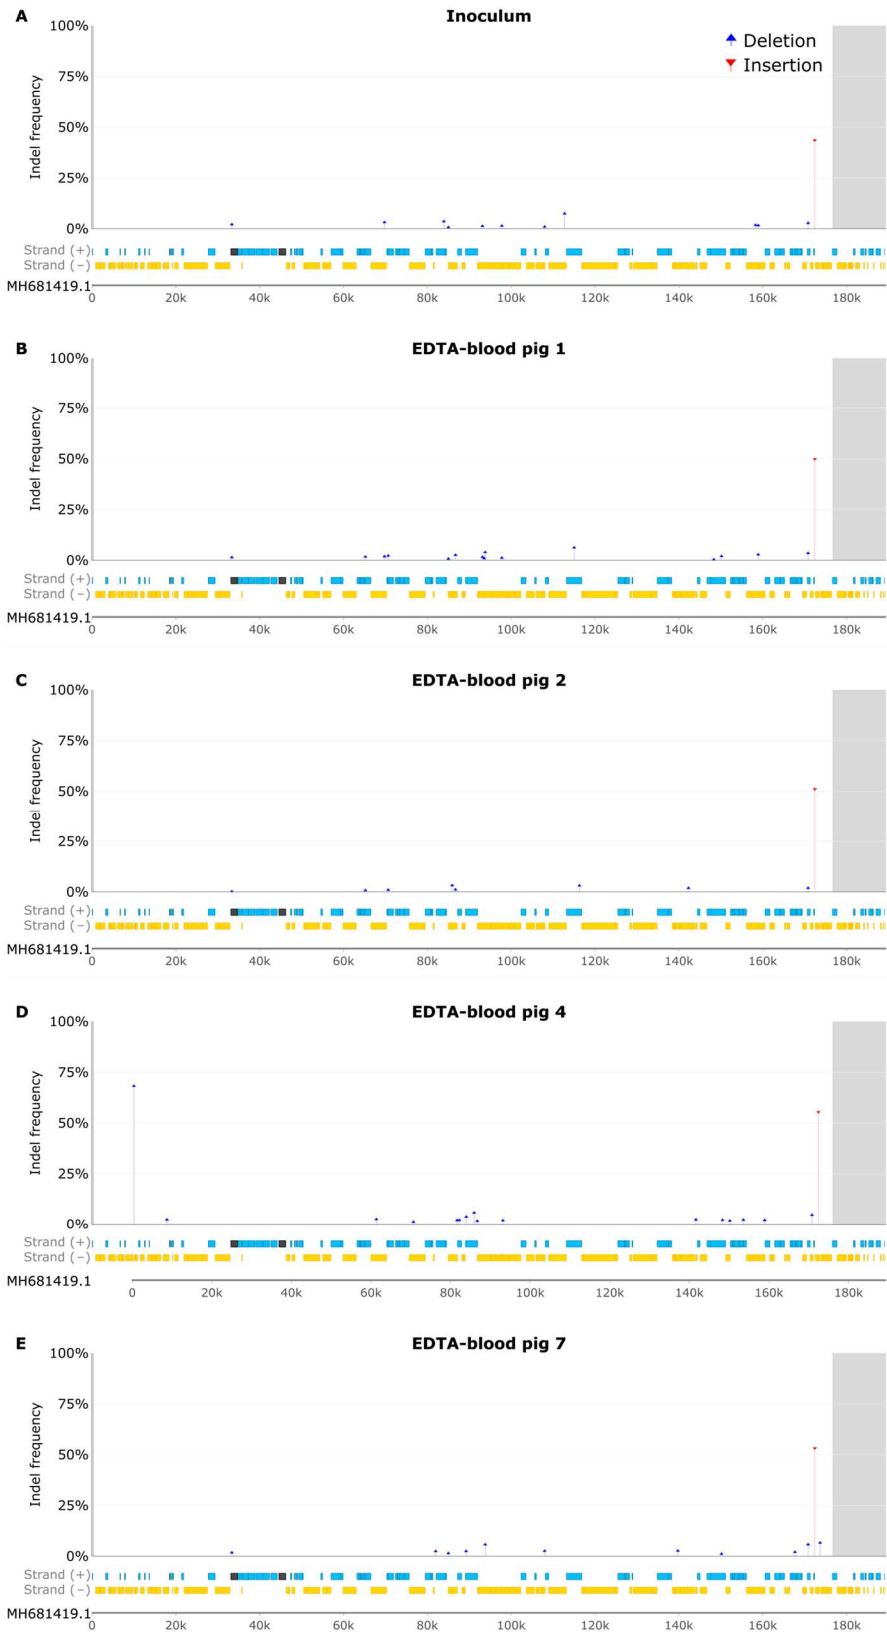 A
Inoculum
100%
75%
50%
25%
0%
Indel frequency
Deletion
Insertion
Strand (+)
Strand (−)
MH681419.1
0 20k 40k 60k 80k 100k 120k 140k 160k 180k
B
EDTA-blood pig 1
100%
75%
50%
25%
0%
Indel frequency
Strand (+)
Strand (−)
MH681419.1
0 20k 40k 60k 80k 100k 120k 140k 160k 180k
C
EDTA-blood pig 2
100%
75%
50%
25%
0%
Indel frequency
Strand (+)
Strand (−)
MH681419.1
0 20k 40k 60k 80k 100k 120k 140k 160k 180k
D
EDTA-blood pig 4
100%
75%
50%
25%
0%
Indel frequency
Strand (+)
Strand (−)
MH681419.1
0 20k 40k 60k 80k 100k 120k 140k 160k 180k
E
EDTA-blood pig 7
100%
75%
50%
25%
0%
Indel frequency
Strand (+)
Strand (−)
MH681419.1
0 20k 40k 60k 80k 100k 120k 140k 160k 180k